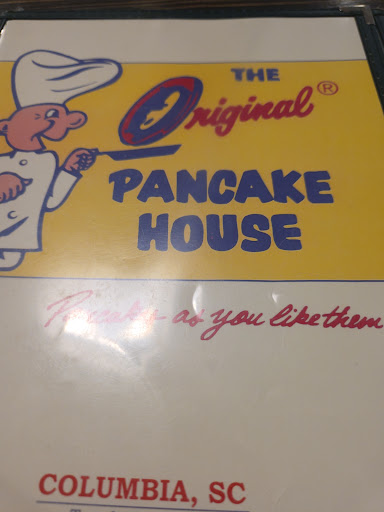 THE
Original®
PANCAKE
HOUSE
Pancakes as you like them
COLUMBIA, SC